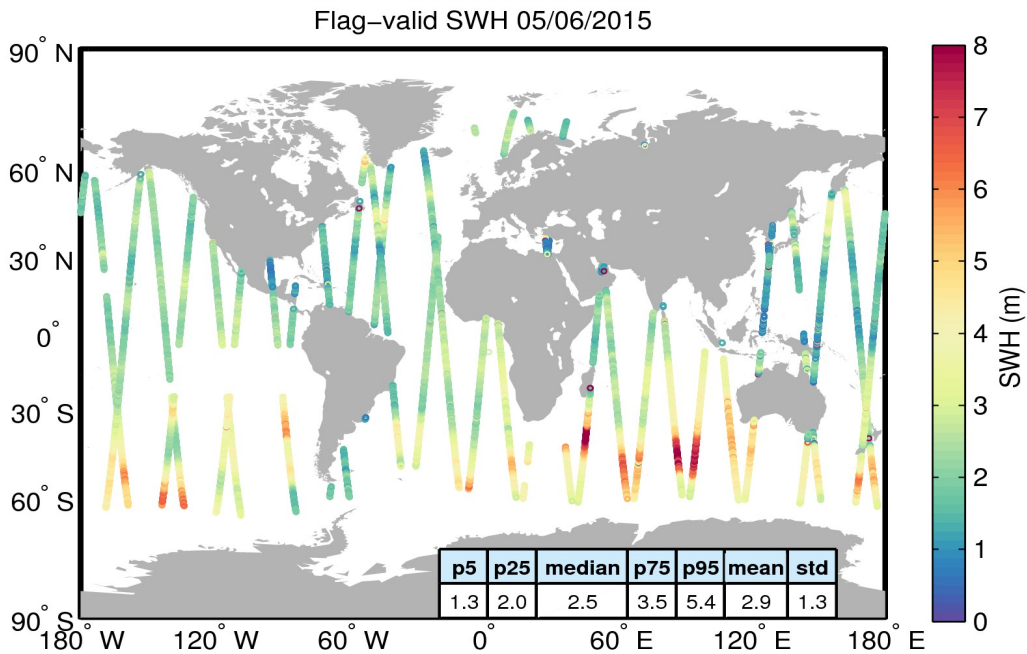 Flag−valid SWH 05/06/2015
90° N
60° N
30° N
0°
30° S
60° S
90° S
180° W
120° W
60° W
0°
60° E
120° E
180° E
8
7
6
5
4
3
2
1
0
SWH (m)
p5 p25 median p75 p95 mean std
1.3 2.0 2.5 3.5 5.4 2.9 1.3